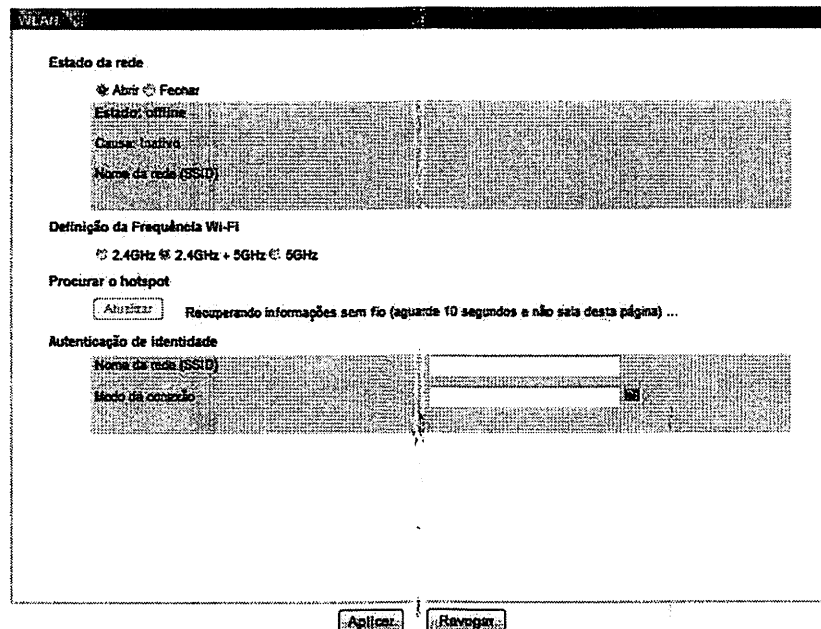 WLAN
Estado da rede
Abrir Fechar
Estado: offline
Causa: Inativo
Nome da rede (SSID)
Definição da Frequência Wi-Fi
2.4GHz 2.4GHz + 5GHz 5GHz
Procurar o hotspot
Atualizar Recuperando informações sem fio (aguarde 10 segundos e não saia desta página) ...
Autenticação de identidade
Nome da rede (SSID)
Modo da conexão
Aplicar Revogar